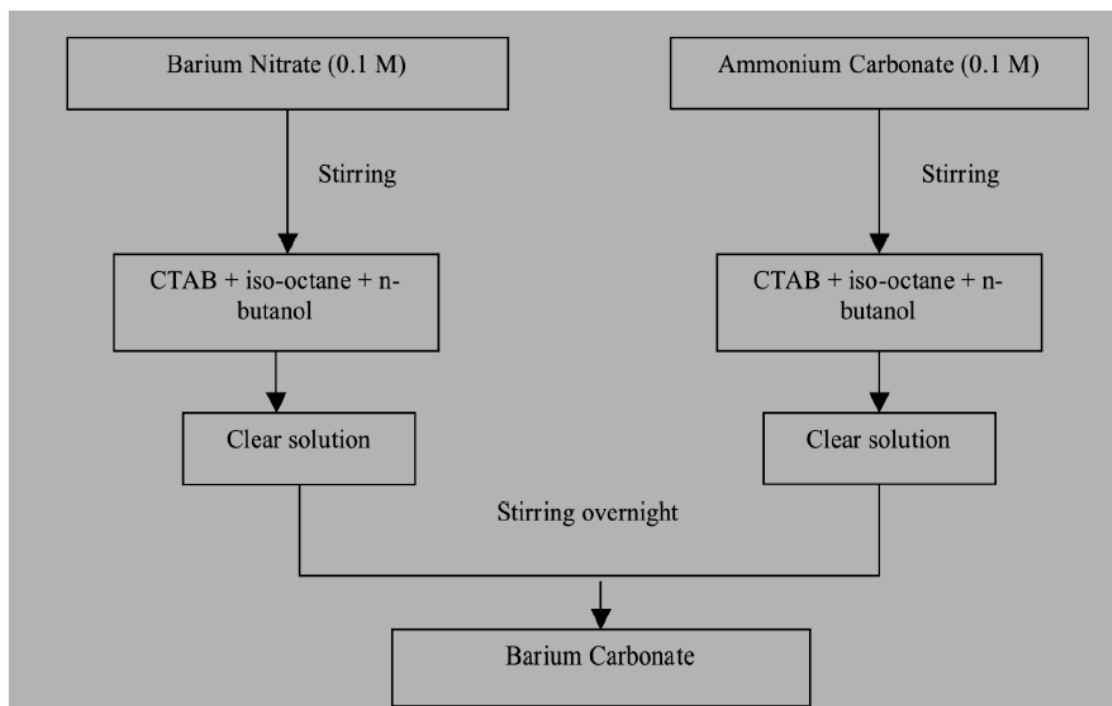 Barium Nitrate (0.1 M)
Ammonium Carbonate (0.1 M)
Stirring
Stirring
CTAB + iso-octane + n-
butanol
CTAB + iso-octane + n-
butanol
Clear solution
Clear solution
Stirring overnight
Barium Carbonate